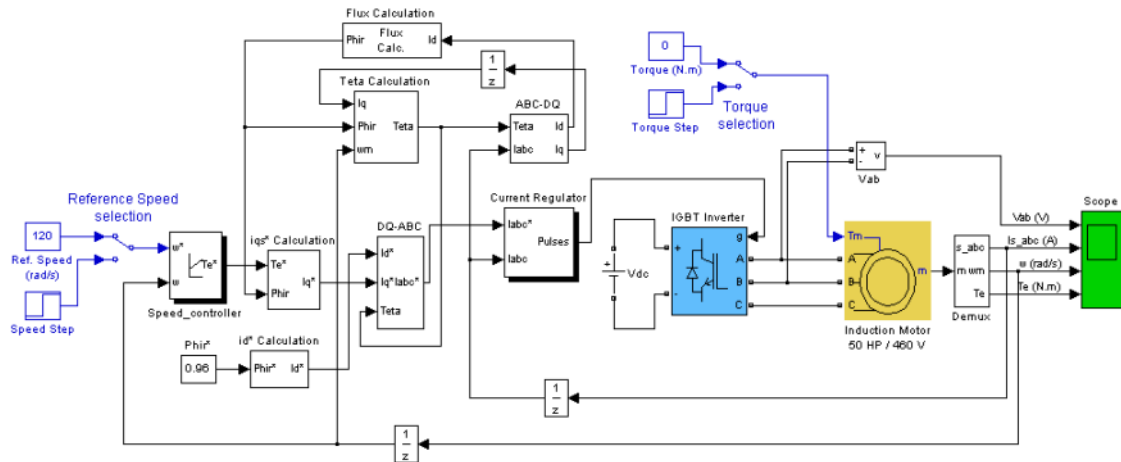 Flux Calculation
Phir
Flux
Calc.
Id
1
z
Teta Calculation
Iq
Phir
wm
Teta
ABC-DQ
Teta
Iabc
Id
Iq
0
Torque (N.m)
Torque Step
Torque
selection
+
-
v
Vab
Scope
Vab (V)
Is_abc (A)
w (rad/s)
Te (N.m)
Reference Speed
selection
120
Ref. Speed
(rad/s)
Speed Step
w*
w
Te*
Speed_controller
iqs* Calculation
Te*
Phir
Iq*
DQ-ABC
Id*
Iq*
Iabc*
Teta
Current Regulator
Iabc*
Iabc
Pulses
+
Vdc
IGBT Inverter
g
+
-
A
B
C
Tm
A
B
C
m
Induction Motor
50 HP / 460 V
m
is_abc
wm
Te
Demux
Phir*
0.96
id* Calculation
Phir*
Id*
1
z
1
z